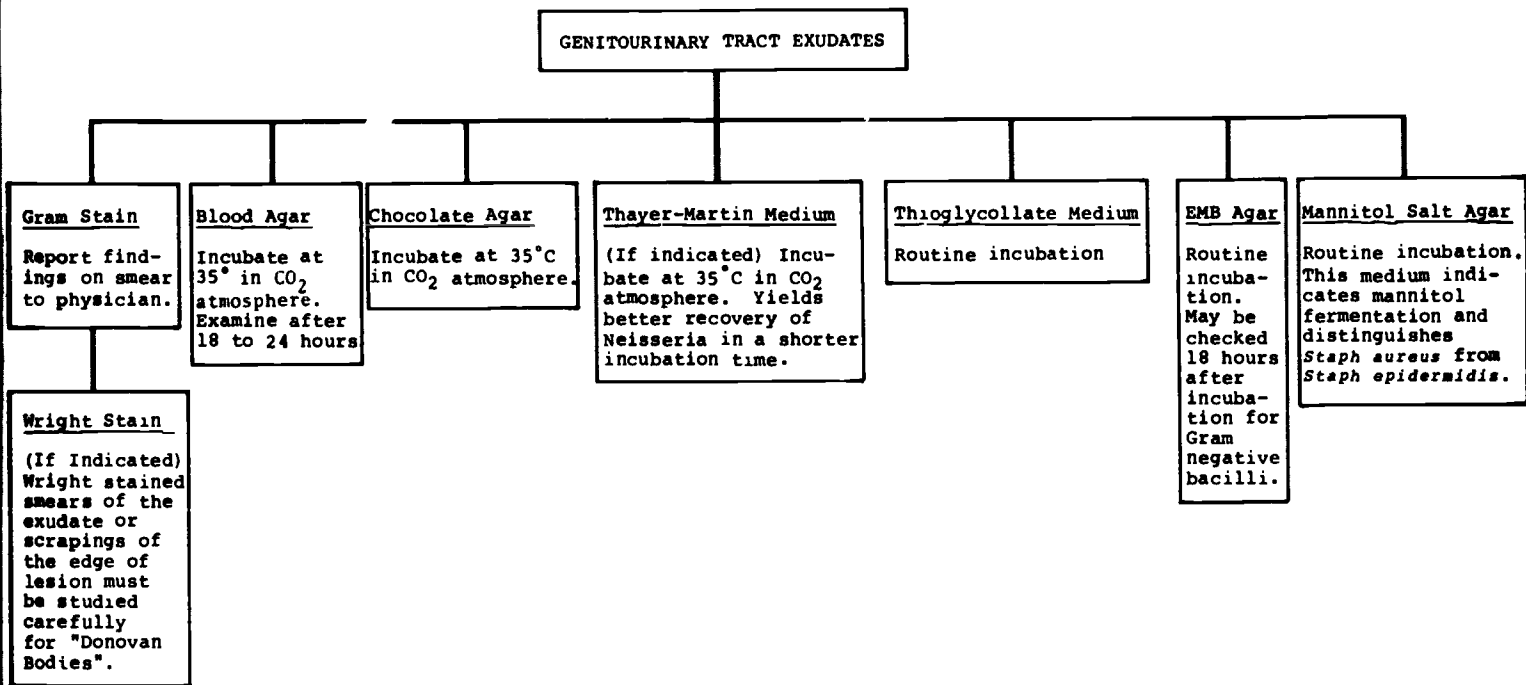 GENITOURINARY TRACT EXUDATES
Gram Stain
Report find-
ings on smear
to physician.
Wright Stain
(If Indicated)
Wright stained
smears of the
exudate or
scrapings of
the edge of
lesion must
be studied
carefully
for "Donovan
Bodies".
Blood Agar
Incubate at
35° in CO2
atmosphere.
Examine after
18 to 24 hours
Chocolate Agar
Incubate at 35°C
in CO2 atmosphere.
Thayer-Martin Medium
(If indicated) Incu-
bate at 35°C in CO2
atmosphere. Yields
better recovery of
Neisseria in a shorter
incubation time.
Thioglycollate Medium
Routine incubation
EMB Agar
Routine
incuba-
tion.
May be
checked
18 hours
after
incuba-
tion for
Gram
negative
bacilli.
Mannitol Salt Agar
Routine incubation.
This medium indi-
cates mannitol
fermentation and
distinguishes
Staph aureus from
Staph epidermidis.